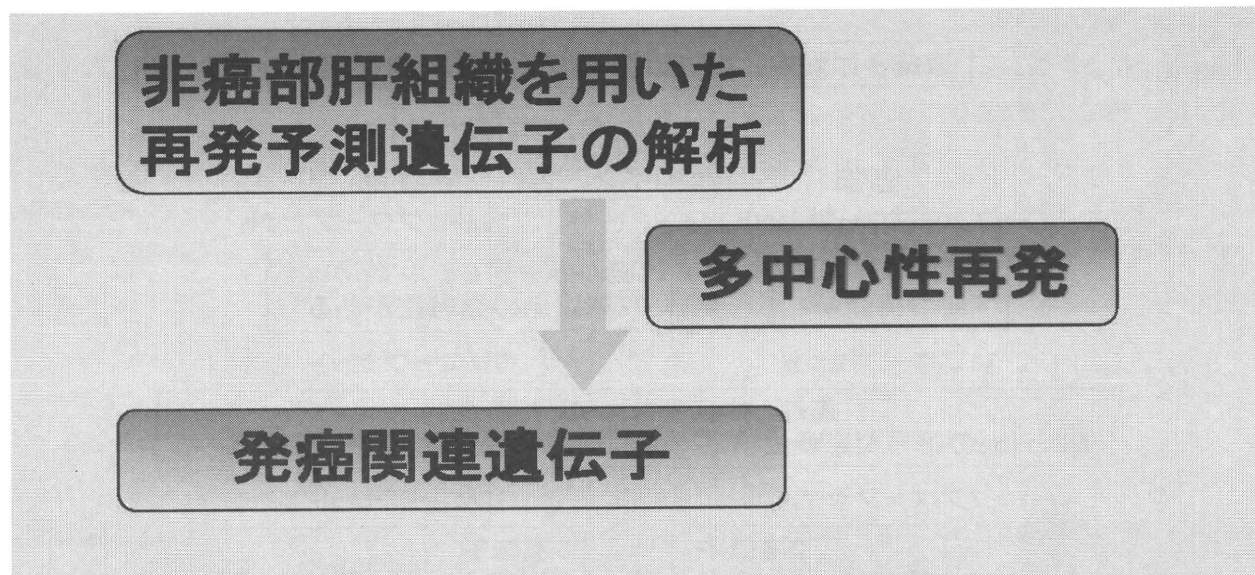 非癌部肝組織を用いた
再発予測遺伝子の解析
多中心性再発
発癌関連遺伝子